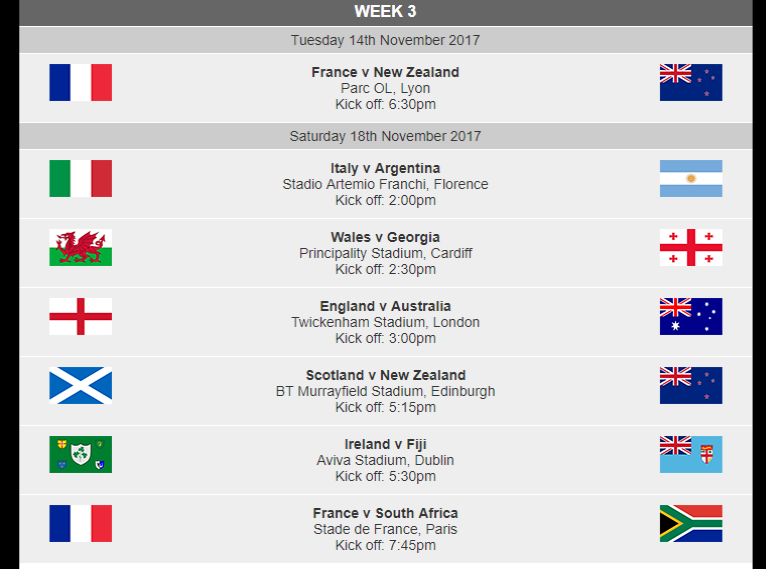 WEEK 3
Tuesday 14th November 2017
France v New Zealand
Parc OL, Lyon
Kick off: 6:30pm
Saturday 18th November 2017
Italy v Argentina
Stadio Artemio Franchi, Florence
Kick off: 2:00pm
Wales v Georgia
Principality Stadium, Cardiff
Kick off: 2:30pm
England v Australia
Twickenham Stadium, London
Kick off: 3:00pm
Scotland v New Zealand
BT Murrayfield Stadium, Edinburgh
Kick off: 5:15pm
Ireland v Fiji
Aviva Stadium, Dublin
Kick off: 5:30pm
France v South Africa
Stade de France, Paris
Kick off: 7:45pm